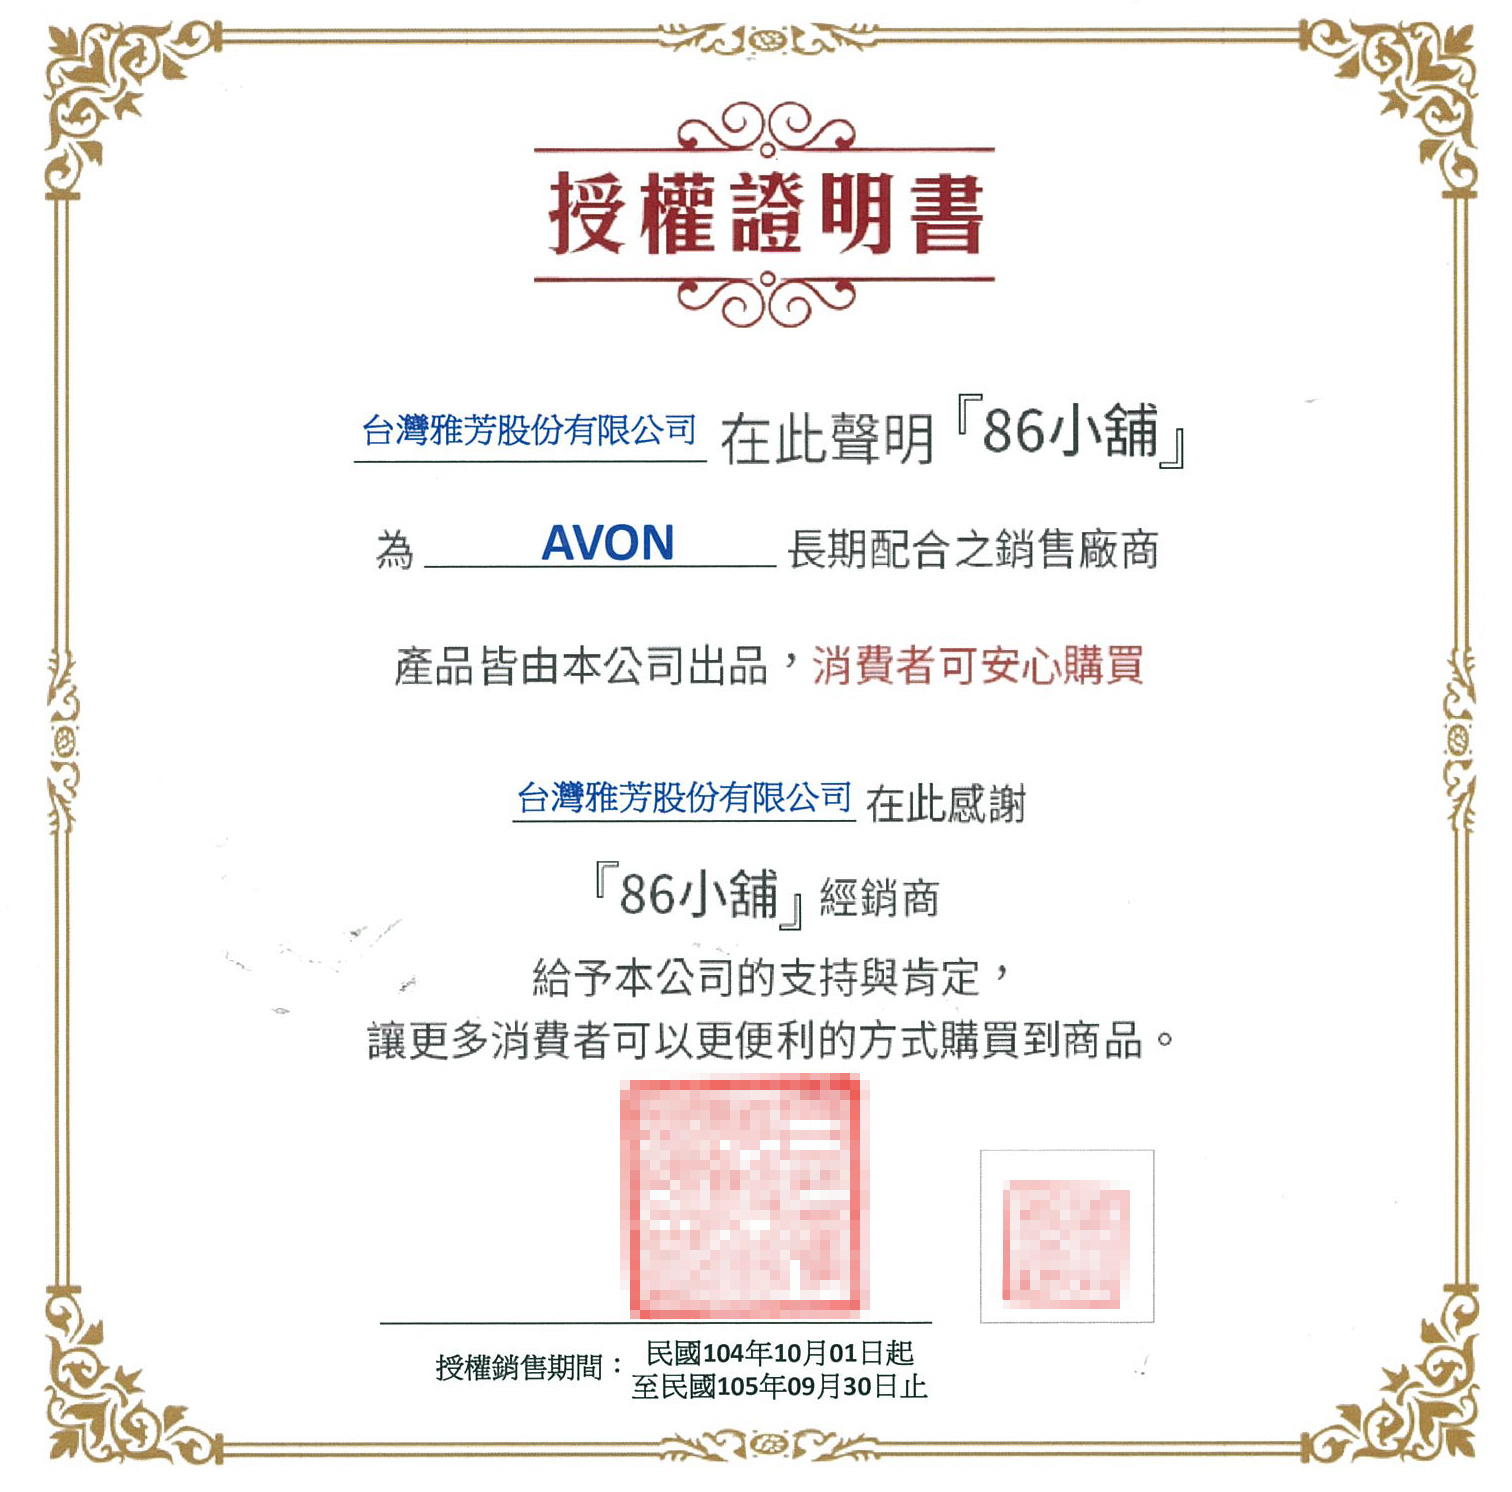 授權證明書
台灣雅芳股份有限公司 在此聲明『86小舖』
為 AVON 長期配合之銷售廠商
產品皆由本公司出品，消費者可安心購買
台灣雅芳股份有限公司 在此感謝
『86小舖』經銷商
給予本公司的支持與肯定，
讓更多消費者可以更便利的方式購買到商品。
授權銷售期間： 民國104年10月01日起
至民國105年09月30日止